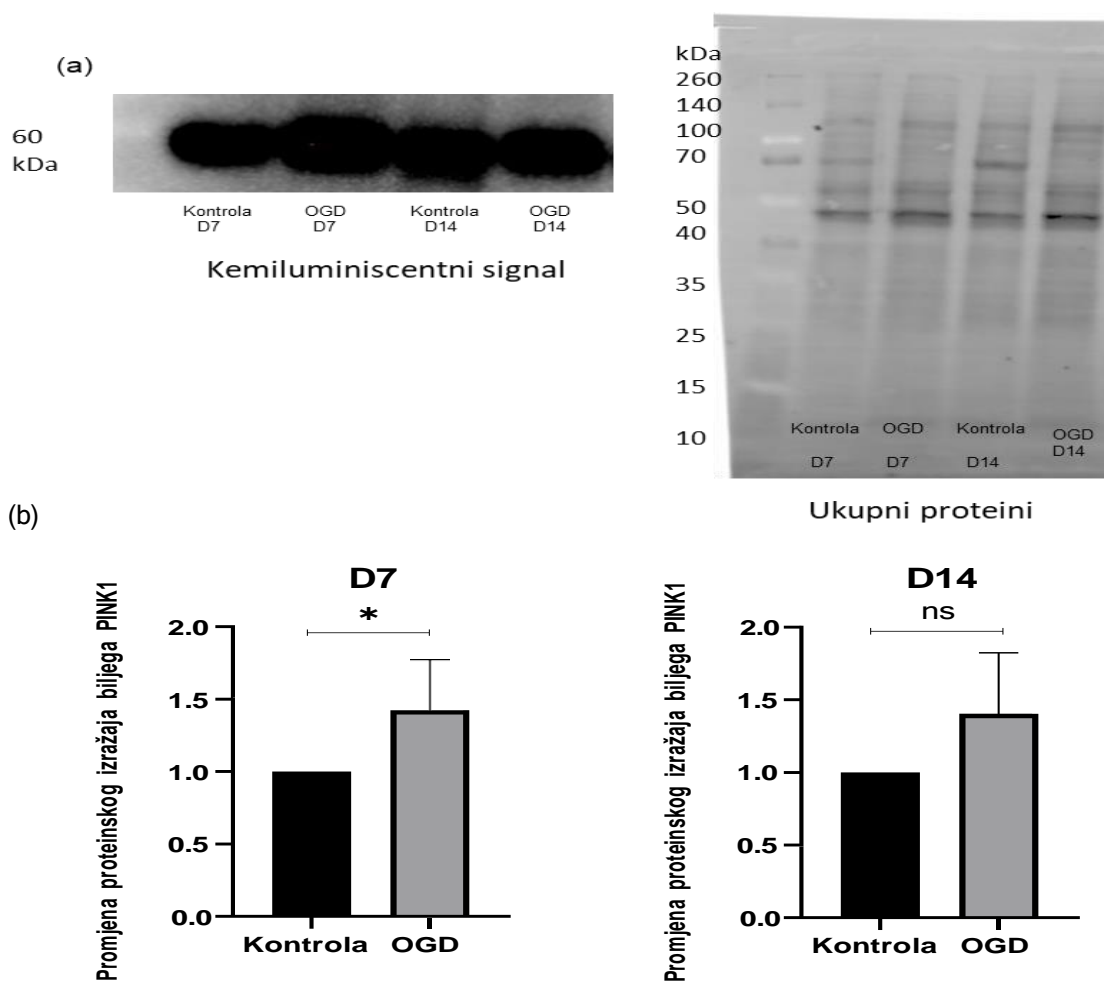 (a)
60
kDa
Kontrola
D7
OGD
D7
Kontrola
D14
OGD
D14
Kemiluminiscentni signal
kDa
260
140
100
70
50
40
35
25
15
10
Kontrola
D7
OGD
D7
Kontrola
D14
OGD
D14
Ukupni proteini
(b)
D7
*
Promjena proteinskog izražaja biljega PINK1
2.0
1.5
1.0
0.5
0.0
Kontrola OGD
D14
ns
Promjena proteinskog izražaja biljega PINK1
2.0
1.5
1.0
0.5
0.0
Kontrola OGD